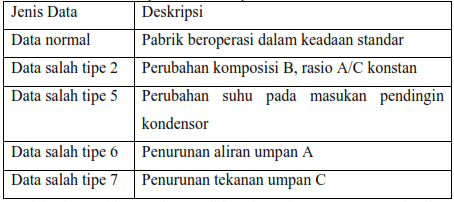 Jenis Data Deskripsi
Data normal Pabrik beroperasi dalam keadaan standar
Data salah tipe 2 Perubahan komposisi B, rasio A/C konstan
Data salah tipe 5 Perubahan suhu pada masukan pendingin
kondensor
Data salah tipe 6 Penurunan aliran umpan A
Data salah tipe 7 Penurunan tekanan umpan C